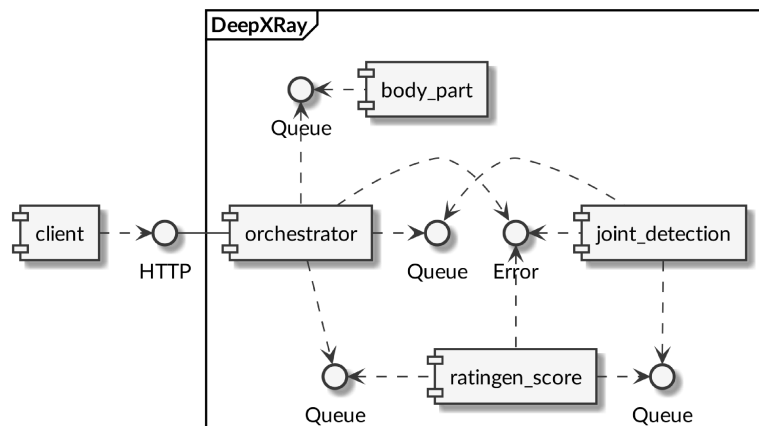 DeepXRay
body_part
Queue
client
HTTP
orchestrator
Queue
Error
joint_detection
ratingen_score
Queue
Queue